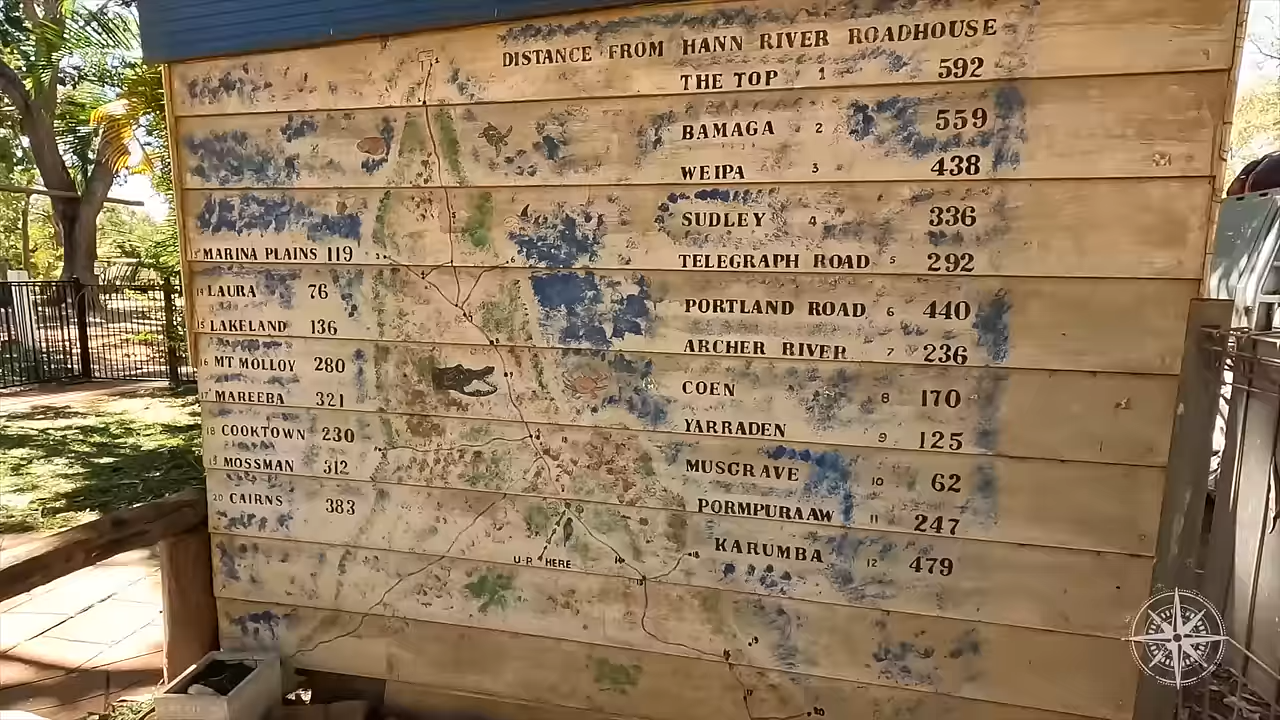 DISTANCE FROM HANN RIVER ROADHOUSE
THE TOP 1 592
BAMAGA 2 559
WEIPA 3 438
SUDLEY 4 336
TELEGRAPH ROAD 5 292
PORTLAND ROAD 6 440
ARCHER RIVER 7 236
COEN 8 170
YARRADEN 9 125
MUSGRAVE 10 62
PORMPURAAW 11 247
KARUMBA 12 479
13 MARINA PLAINS 119
14 LAURA 76
15 LAKELAND 136
16 MT MOLLOY 280
17 MAREEBA 321
18 COOKTOWN 230
19 MOSSMAN 312
20 CAIRNS 383
U-R HERE